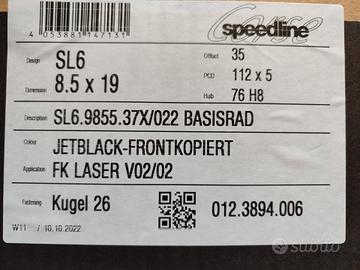 4 053881 147131
speedline
Corse
Design SL6
Offset 35
Dimension 8.5 x 19
PCD 112 x 5
Hub 76 H8
Description SL6.9855.37X/022 BASISRAD
Colour JETBLACK-FRONTKOPIERT
Application FK LASER V02/02
Fastening Kugel 26
012.3894.006
W11 / 10.10.2022
subito